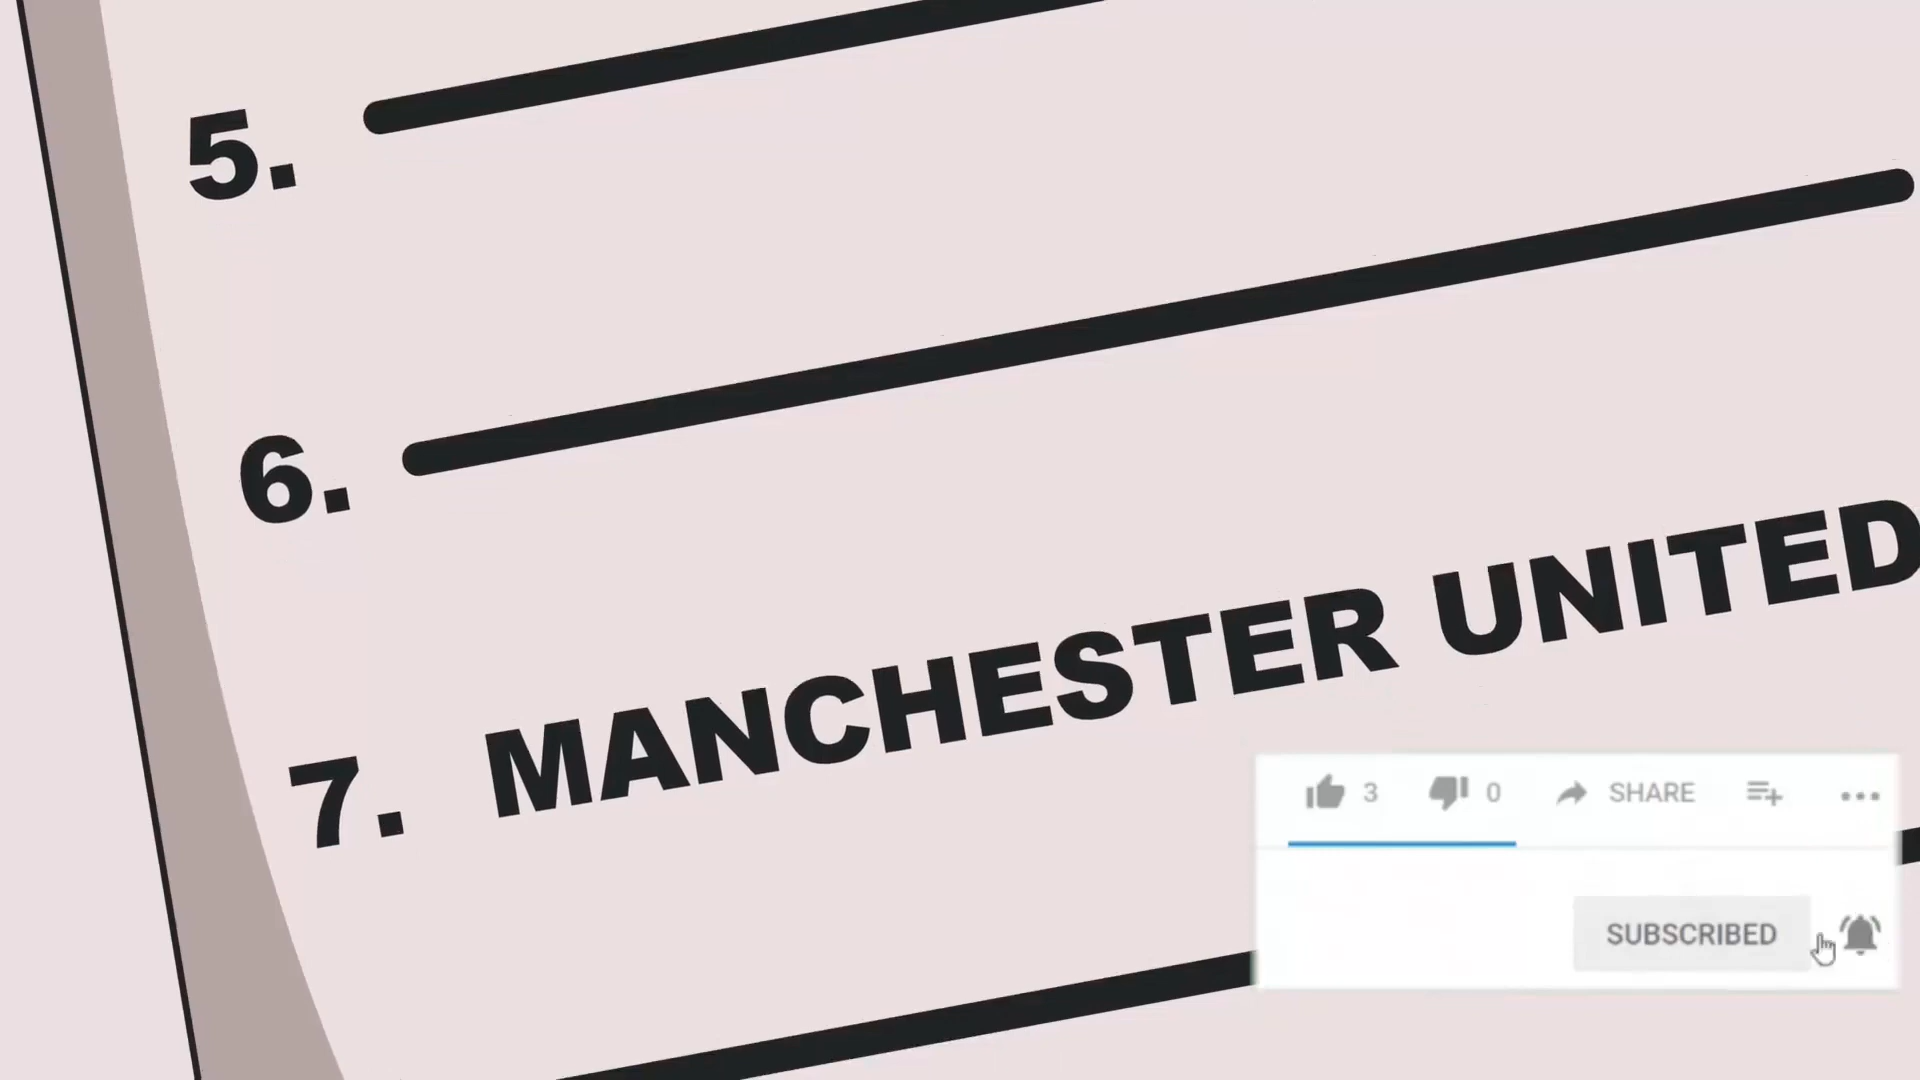 5.
6.
7. MANCHESTER UNITED
3 0 SHARE
SUBSCRIBED